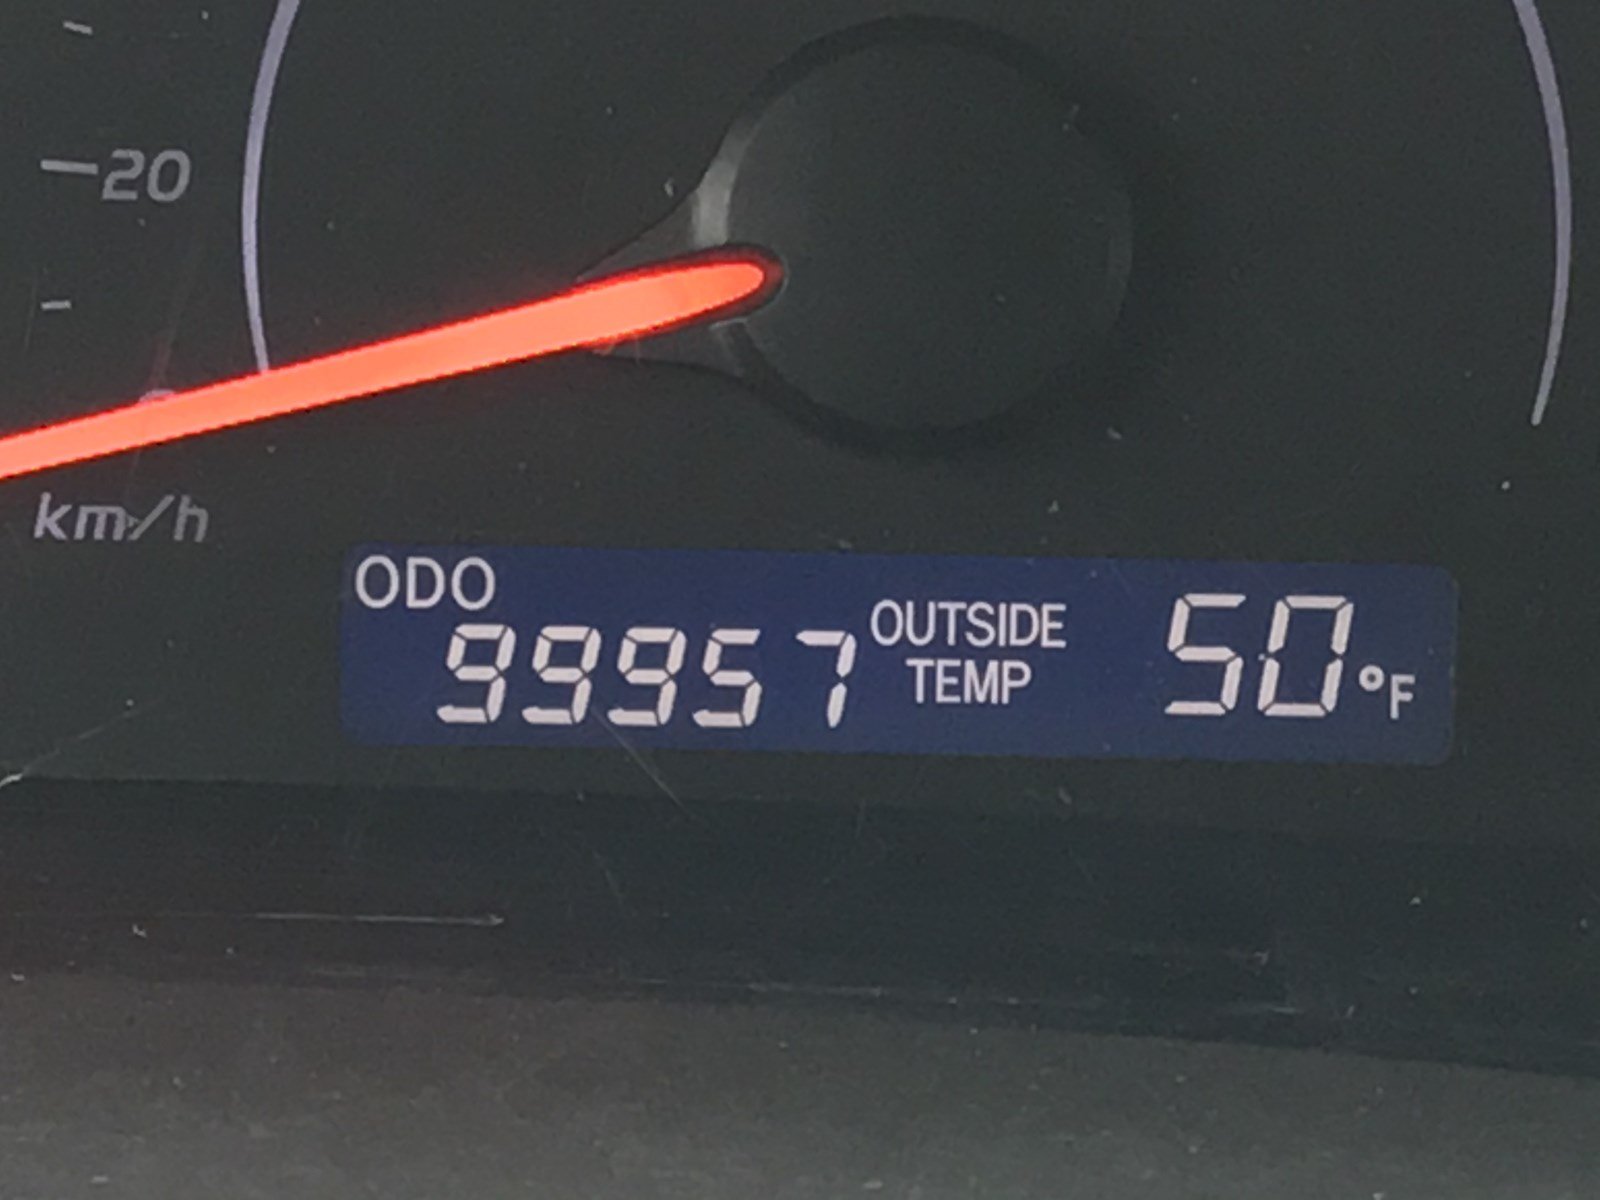 20
km/h
ODO
99957
OUTSIDE
TEMP
50°F